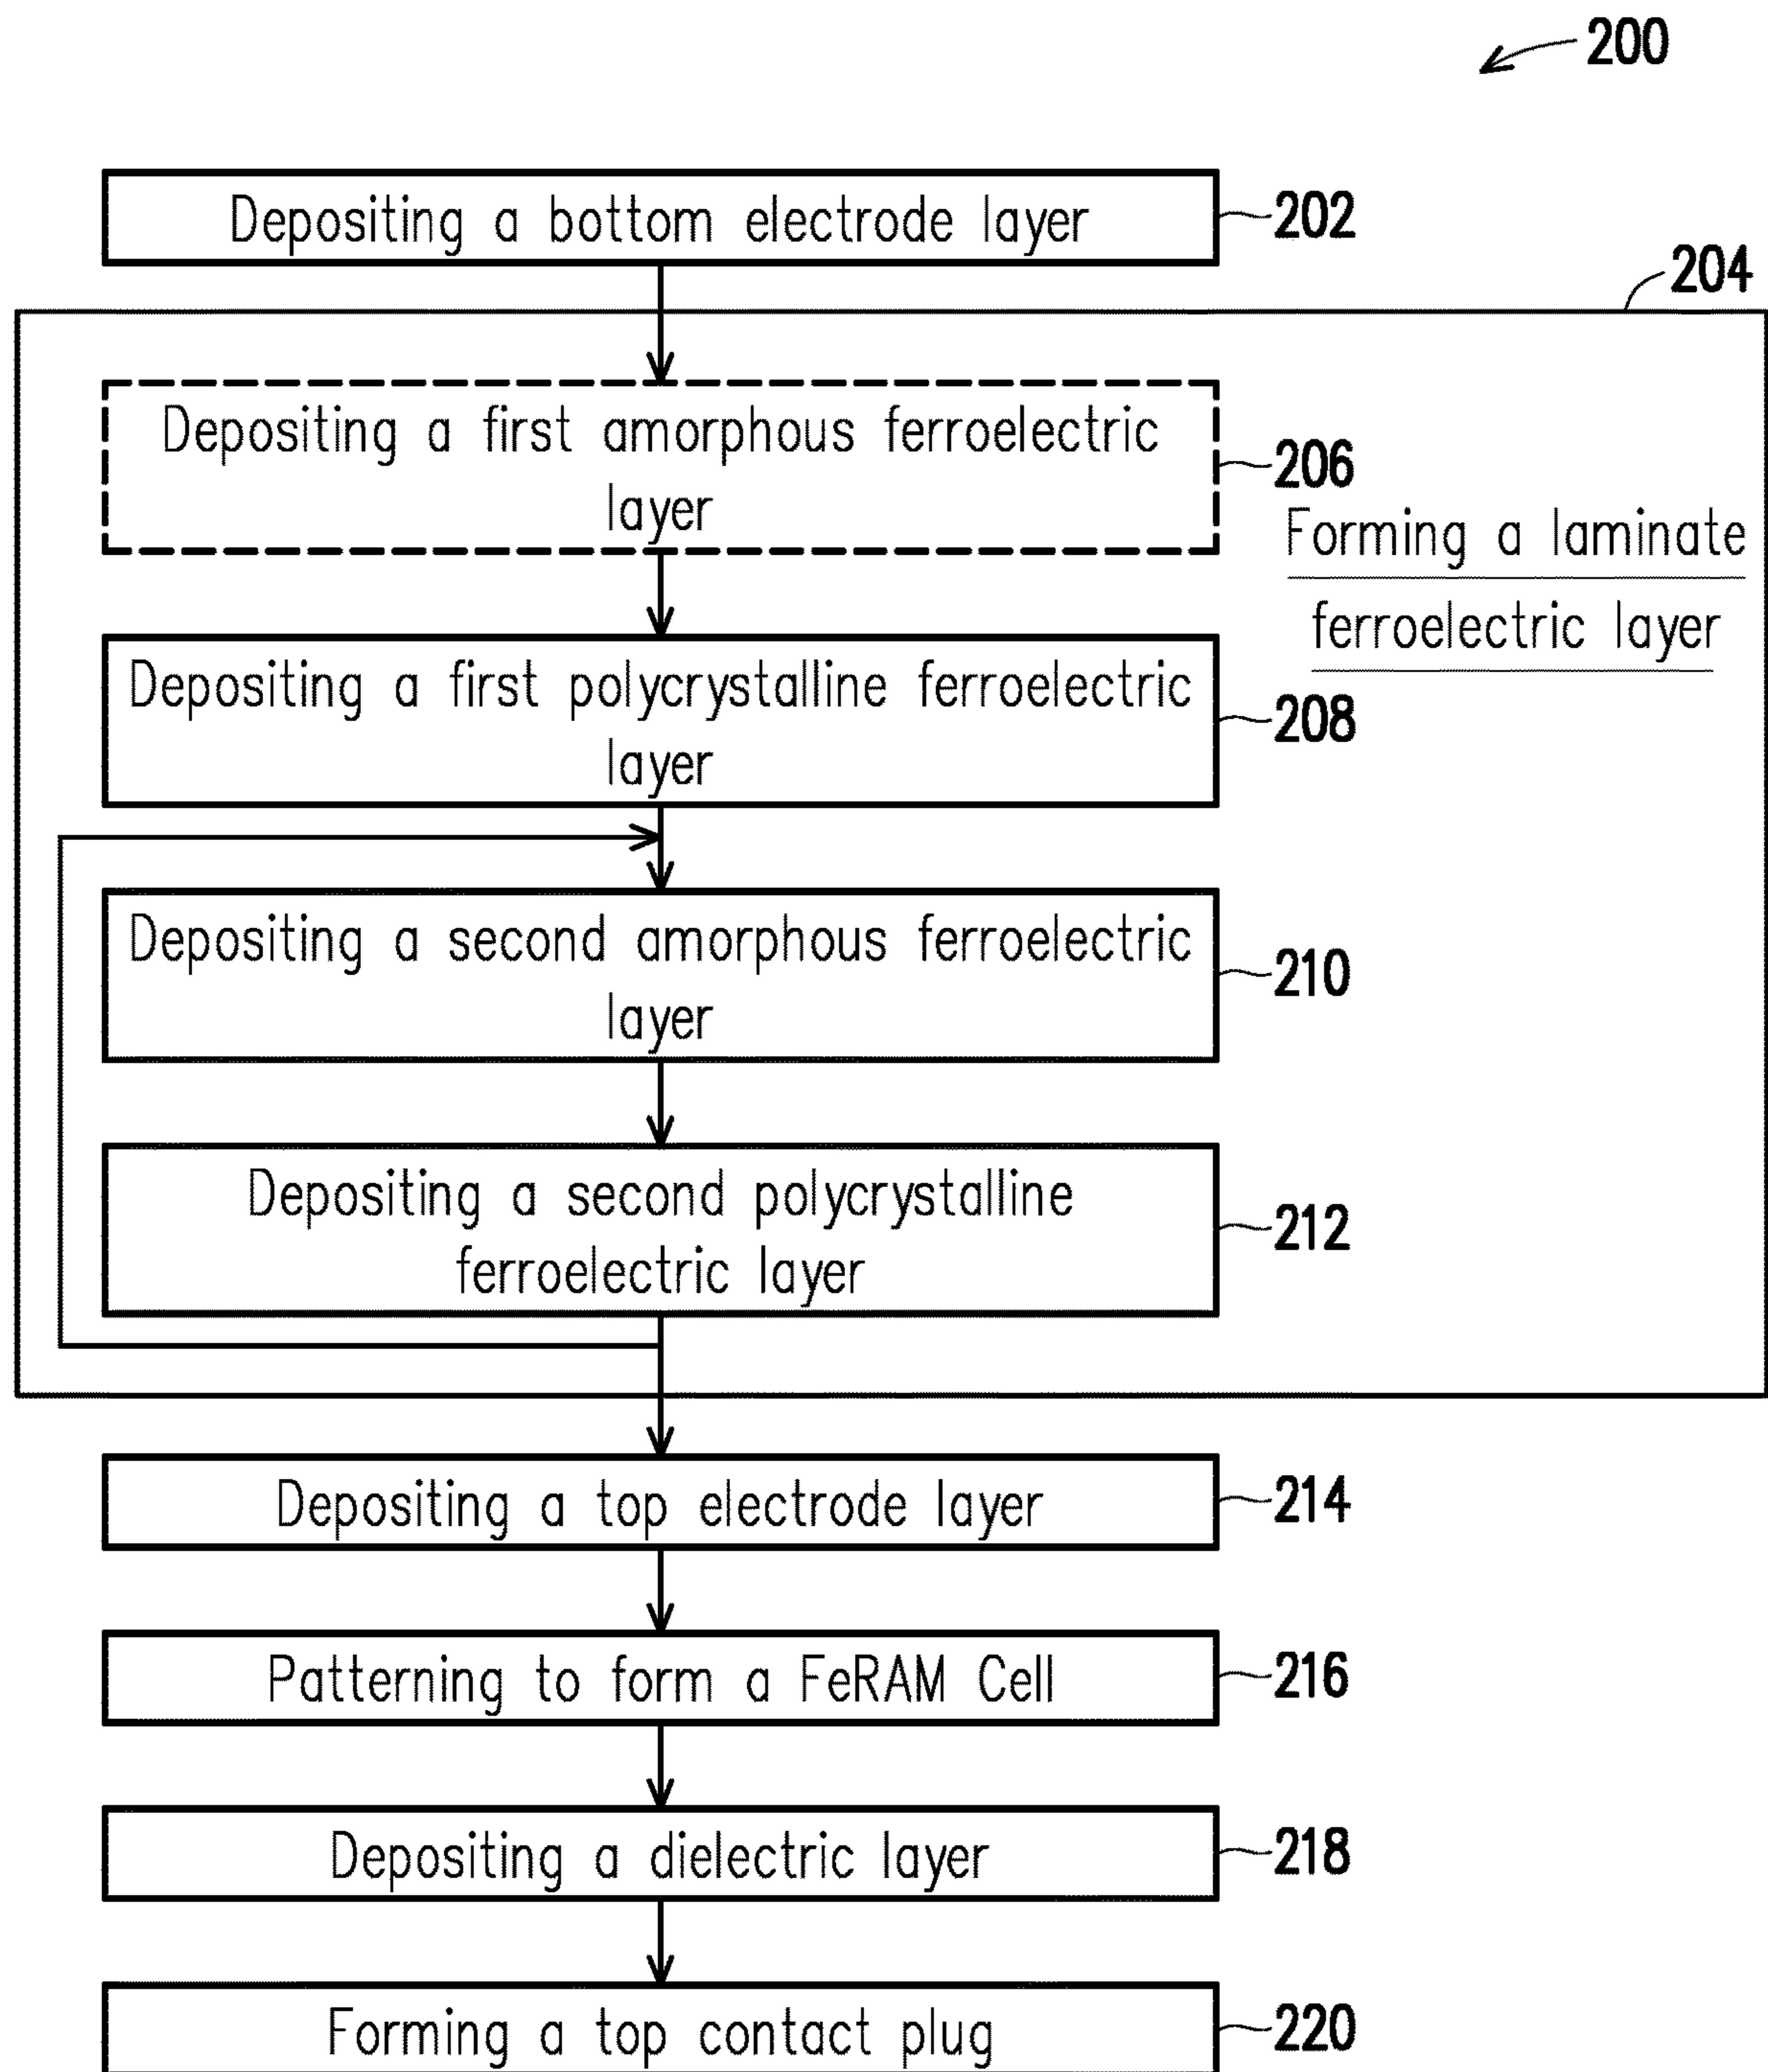 200
Depositing a bottom electrode layer
202
204
Depositing a first amorphous ferroelectric
layer
206
Forming a laminate
ferroelectric layer
Depositing a first polycrystalline ferroelectric
layer
208
Depositing a second amorphous ferroelectric
layer
210
Depositing a second polycrystalline
ferroelectric layer
212
Depositing a top electrode layer
214
Patterning to form a FeRAM Cell
216
Depositing a dielectric layer
218
Forming a top contact plug
220